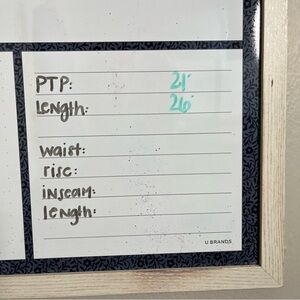 PTP: 21"
Length: 26"
waist:
rise:
inseam:
length:
U BRANDS